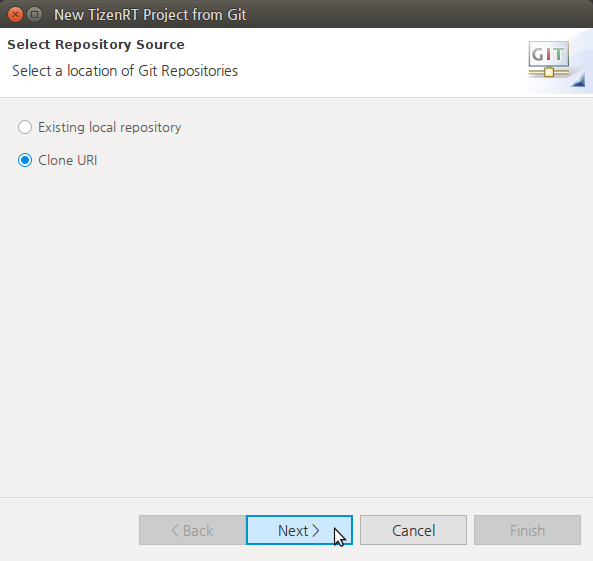 New TizenRT Project from Git
Select Repository Source
Select a location of Git Repositories
GIT
Existing local repository
Clone URI
< Back Next > Cancel Finish